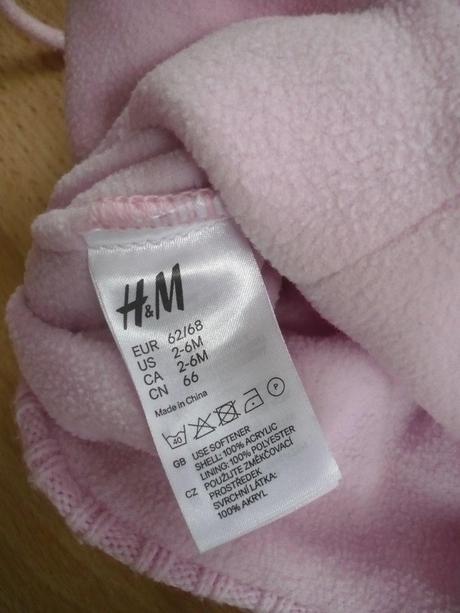 H&M
EUR 62/68
US 2-6M
CA 2-6M
CN 66
Made in China
40 P
GB USE SOFTENER
SHELL: 100% ACRYLIC
LINING: 100% POLYESTER
CZ POUŽIJTE ZMĚKČOVACÍ
PROSTŘEDEK
SVRCHNÍ LÁTKA:
100% AKRYL